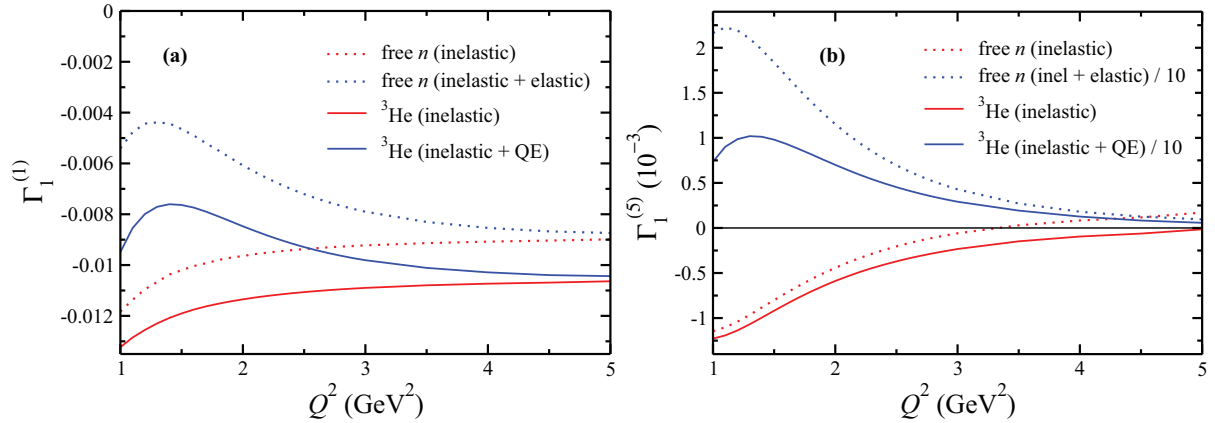 0
-0.002
-0.004
-0.006
-0.008
-0.01
-0.012
Γ₁⁽¹⁾
(a)
free n (inelastic)
free n (inelastic + elastic)
³He (inelastic)
³He (inelastic + QE)
1 2 3 4 5
Q² (GeV²)
2
1.5
1
0.5
0
-0.5
-1
Γ₁⁽⁵⁾ (10⁻³)
(b)
free n (inelastic)
free n (inel + elastic) / 10
³He (inelastic)
³He (inelastic + QE) / 10
1 2 3 4 5
Q² (GeV²)